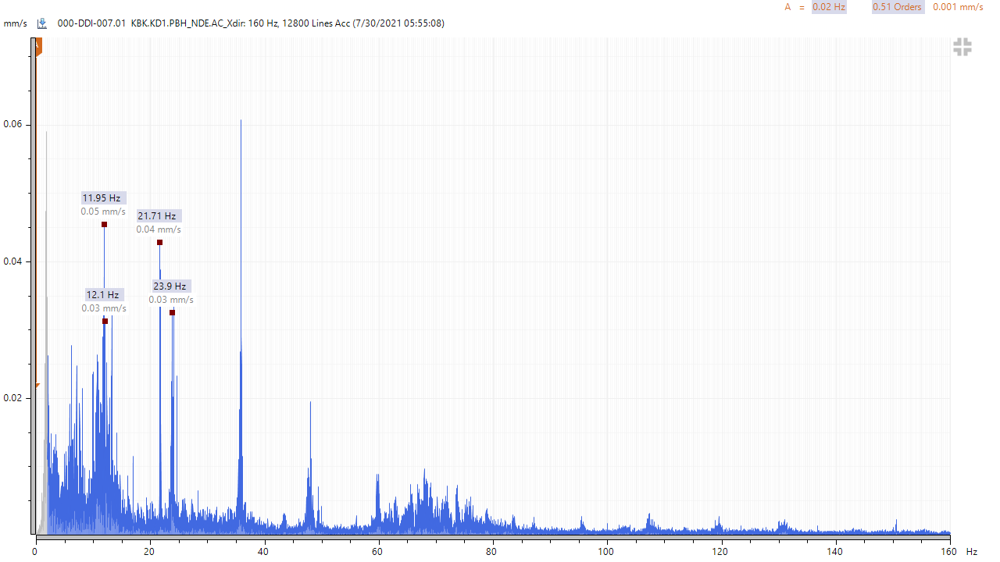 A = 0.02 Hz 0.51 Orders 0.001 mm/s
mm/s 000-DDI-007.01 KBK.KD1.PBH_NDE.AC_Xdir: 160 Hz, 12800 Lines Acc (7/30/2021 05:55:08)
A
0.06
11.95 Hz
0.05 mm/s
21.71 Hz
0.04 mm/s
0.04
23.9 Hz
0.03 mm/s
12.1 Hz
0.03 mm/s
0.02
0 20 40 60 80 100 120 140 160 Hz